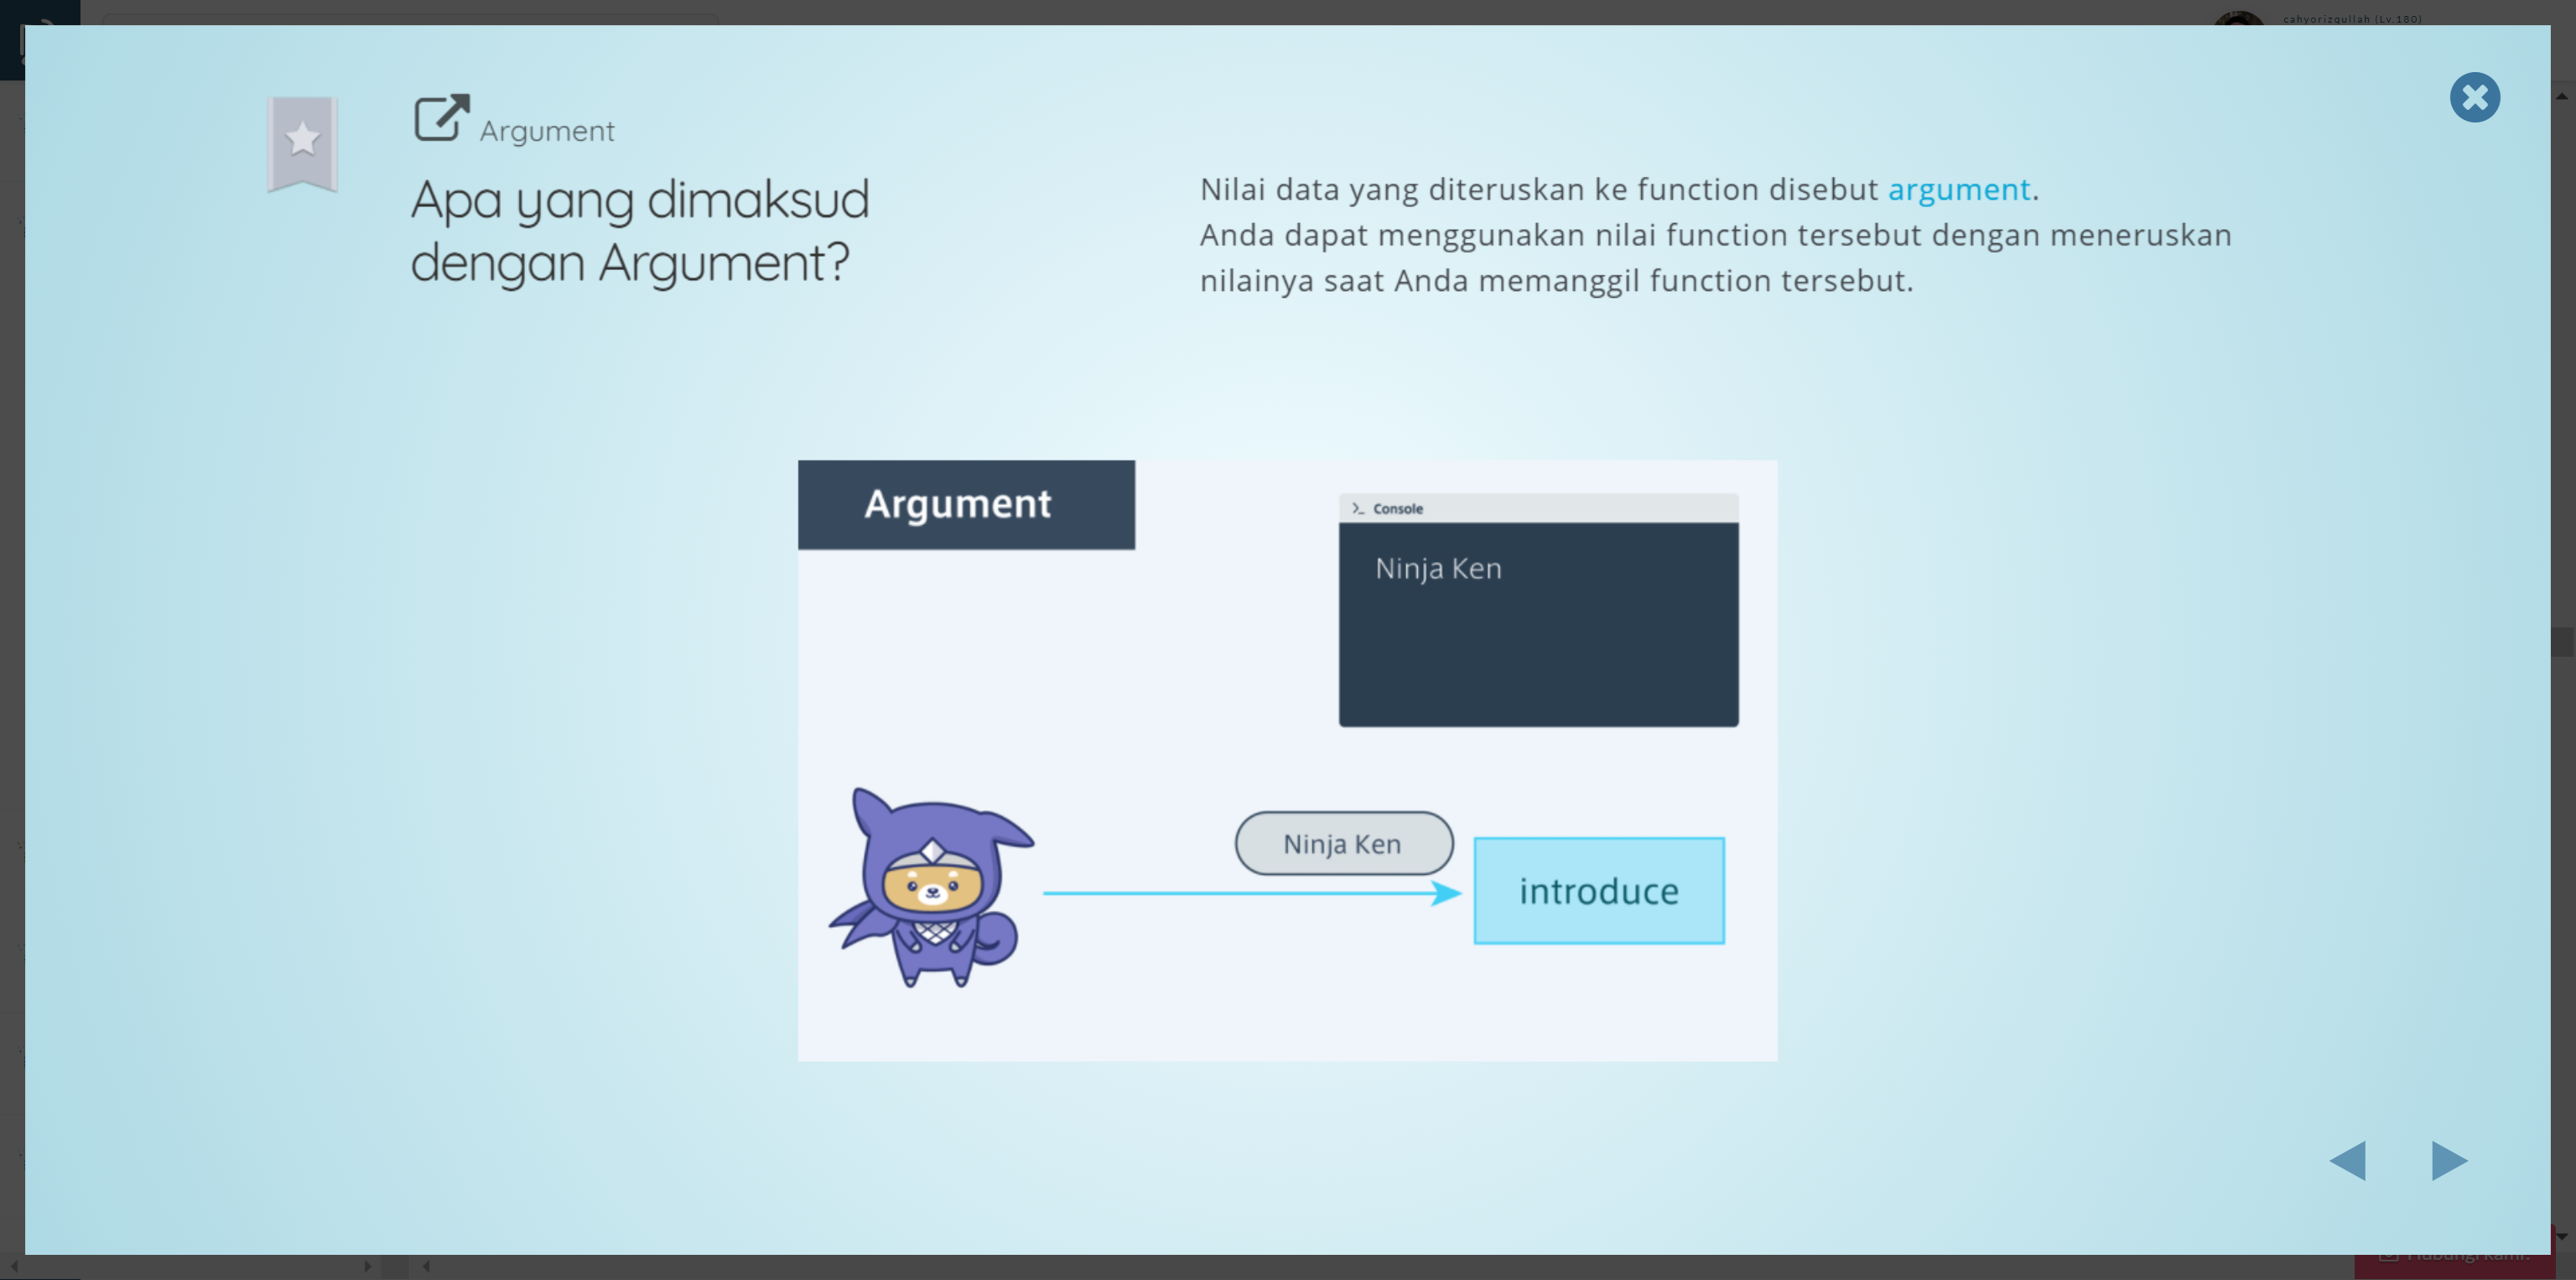 cahyorizqullah (Lv.180)
Argument
Apa yang dimaksud
dengan Argument?
Nilai data yang diteruskan ke function disebut argument.
Anda dapat menggunakan nilai function tersebut dengan meneruskan
nilainya saat Anda memanggil function tersebut.
Argument
>_ Console
Ninja Ken
Ninja Ken
introduce
Hubungi kami!